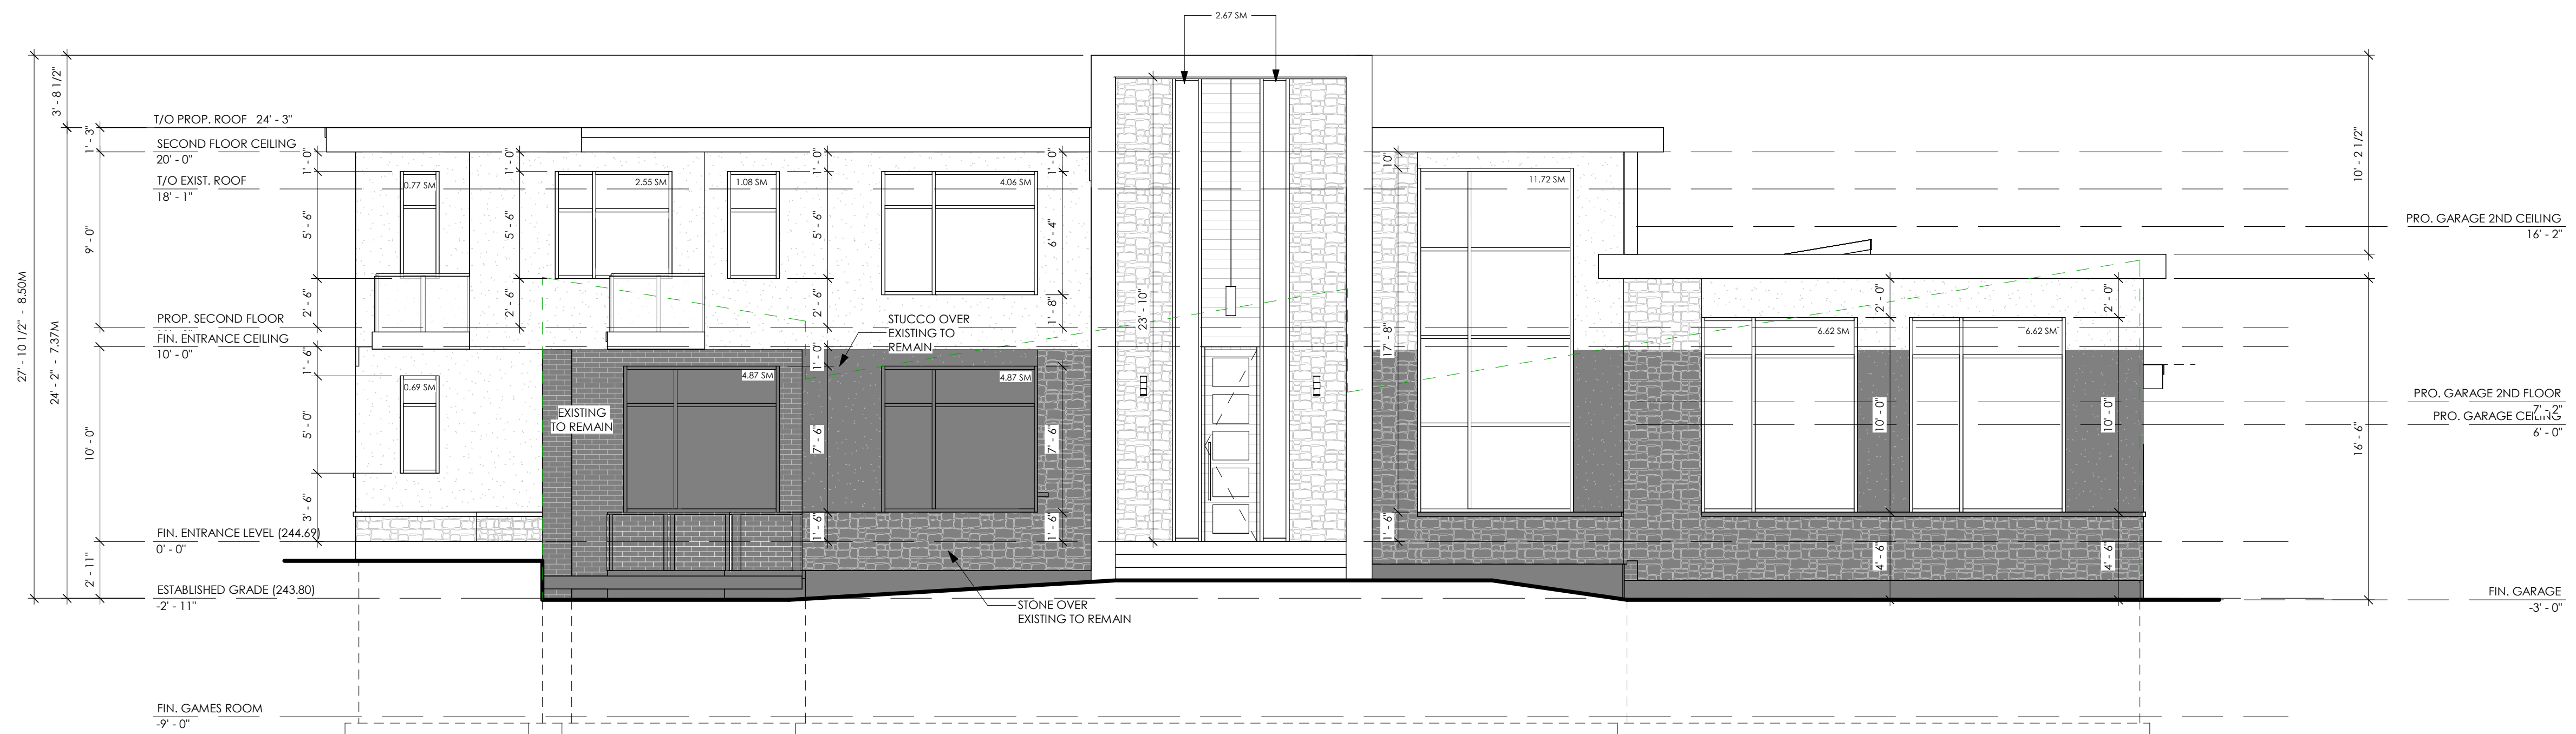 2.67 SM
27' - 10 1/2" - 8.50M
3' - 8 1/2"
24' - 2" - 7.37M
1' - 3"
9' - 0"
10' - 0"
2' - 11"
T/O PROP. ROOF 24' - 3"
SECOND FLOOR CEILING
20' - 0"
T/O EXIST. ROOF
18' - 1"
PROP. SECOND FLOOR
FIN. ENTRANCE CEILING
10' - 0"
FIN. ENTRANCE LEVEL (244.69)
0' - 0"
ESTABLISHED GRADE (243.80)
-2' - 11"
FIN. GAMES ROOM
-9' - 0"
1' - 0"
5' - 6"
2' - 6"
1' - 6"
5' - 0"
3' - 6"
0.77 SM
0.69 SM
1' - 0"
5' - 6"
2' - 6"
2.55 SM
1.08 SM
EXISTING
TO REMAIN
4.87 SM
1' - 0"
5' - 6"
2' - 6"
1' - 0"
7' - 6"
1' - 6"
STUCCO OVER
EXISTING TO
REMAIN
4.06 SM
4.87 SM
1' - 0"
6' - 4"
1' - 8"
7' - 6"
1' - 6"
STONE OVER
EXISTING TO REMAIN
23' - 10"
10"
17' - 8"
1' - 6"
11.72 SM
6.62 SM
2' - 0"
10' - 0"
4' - 6"
6.62 SM
2' - 0"
10' - 0"
4' - 6"
10' - 2 1/2"
16' - 6"
PRO. GARAGE 2ND CEILING
16' - 2"
PRO. GARAGE 2ND FLOOR
7' - 2"
PRO. GARAGE CEILING
6' - 0"
FIN. GARAGE
-3' - 0"